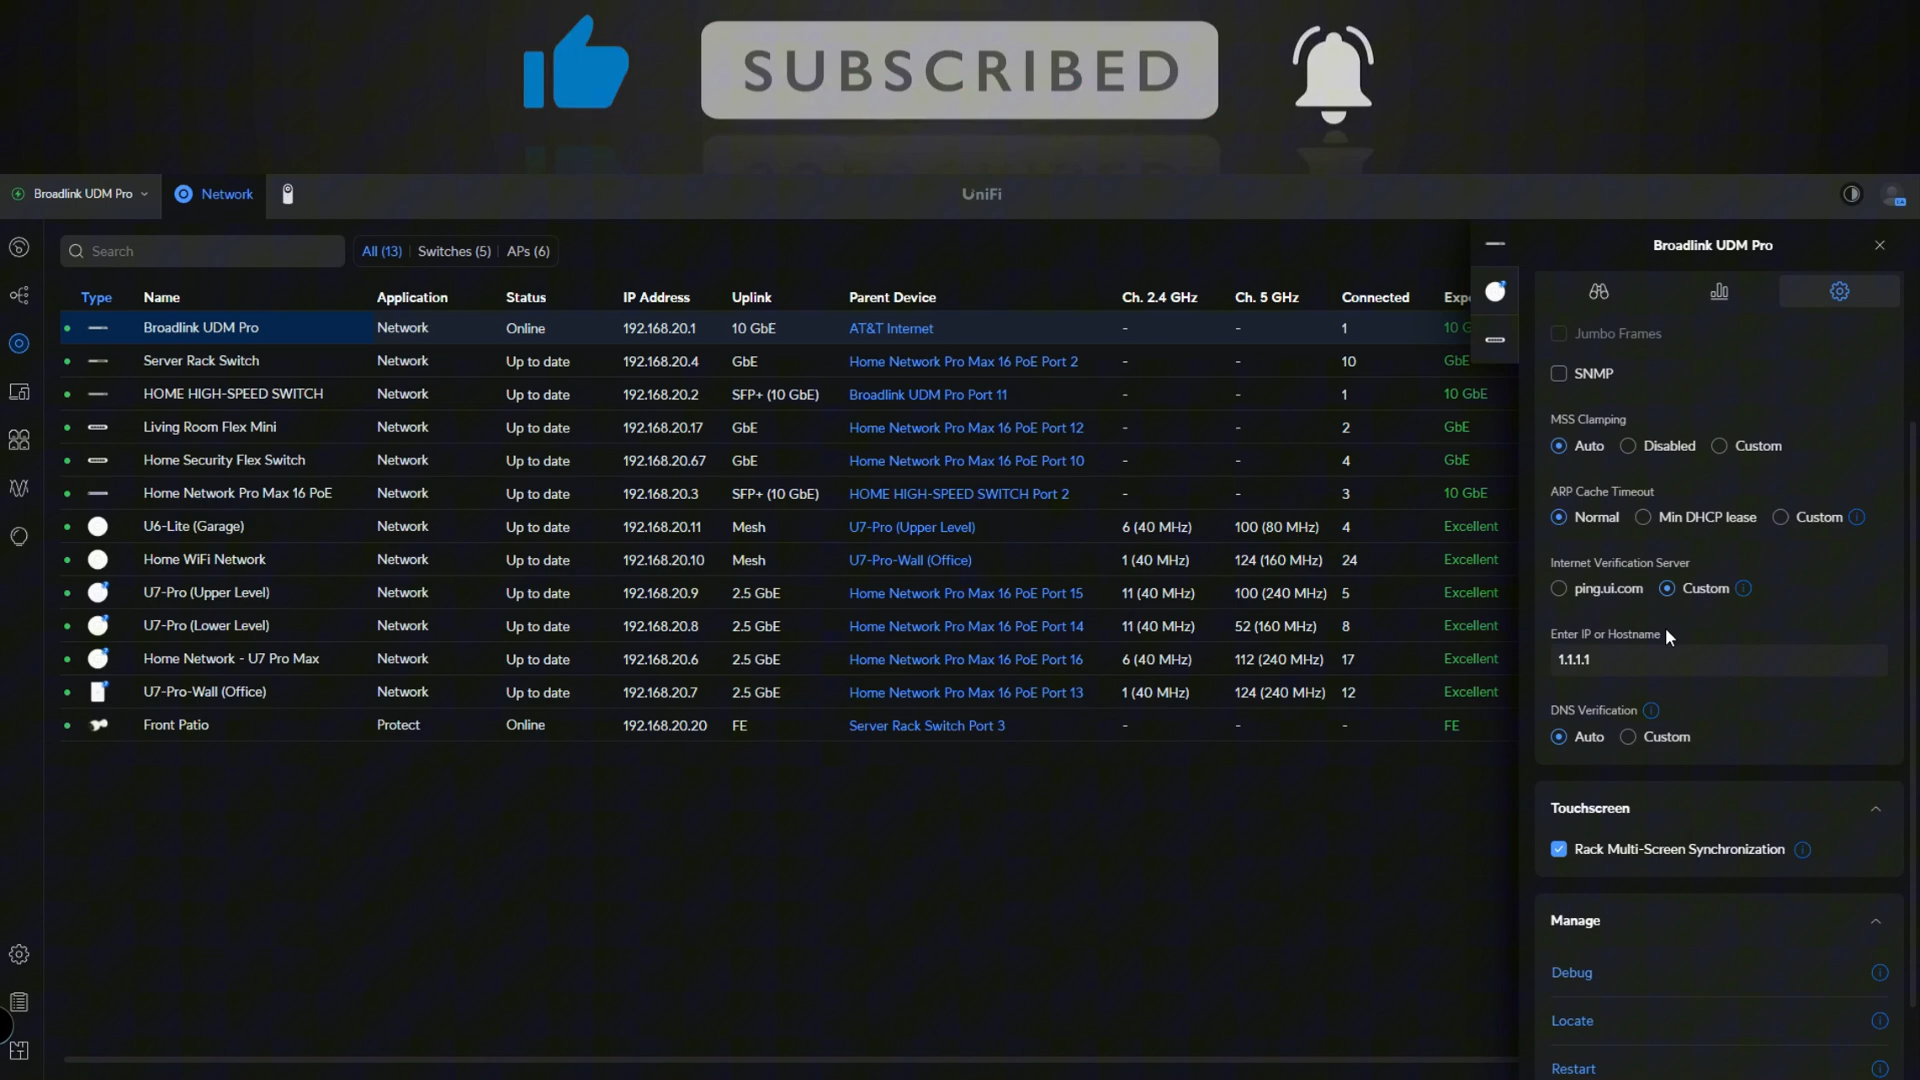 SUBSCRIBED
Broadlink UDM Pro
Network
UniFi
Search
All (13) Switches (5) APs (6)
Type Name Application Status IP Address Uplink Parent Device Ch. 2.4 GHz Ch. 5 GHz Connected
Broadlink UDM Pro Network Online 192.168.20.1 10 GbE AT&T Internet - - 1 10 G
Server Rack Switch Network Up to date 192.168.20.4 GbE Home Network Pro Max 16 PoE Port 2 - - 10 GbE
HOME HIGH-SPEED SWITCH Network Up to date 192.168.20.2 SFP+ (10 GbE) Broadlink UDM Pro Port 11 - - 1 10 GbE
Living Room Flex Mini Network Up to date 192.168.20.17 GbE Home Network Pro Max 16 PoE Port 12 - - 2 GbE
Home Security Flex Switch Network Up to date 192.168.20.67 GbE Home Network Pro Max 16 PoE Port 10 - - 4 GbE
Home Network Pro Max 16 PoE Network Up to date 192.168.20.3 SFP+ (10 GbE) HOME HIGH-SPEED SWITCH Port 2 - - 3 10 GbE
U6-Lite (Garage) Network Up to date 192.168.20.11 Mesh U7-Pro (Upper Level) 6 (40 MHz) 100 (80 MHz) 4 Excellent
Home WiFi Network Network Up to date 192.168.20.10 Mesh U7-Pro-Wall (Office) 1 (40 MHz) 124 (160 MHz) 24 Excellent
U7-Pro (Upper Level) Network Up to date 192.168.20.9 2.5 GbE Home Network Pro Max 16 PoE Port 15 11 (40 MHz) 100 (240 MHz) 5 Excellent
U7-Pro (Lower Level) Network Up to date 192.168.20.8 2.5 GbE Home Network Pro Max 16 PoE Port 14 11 (40 MHz) 52 (160 MHz) 8 Excellent
Home Network - U7 Pro Max Network Up to date 192.168.20.6 2.5 GbE Home Network Pro Max 16 PoE Port 16 6 (40 MHz) 112 (240 MHz) 17 Excellent
U7-Pro-Wall (Office) Network Up to date 192.168.20.7 2.5 GbE Home Network Pro Max 16 PoE Port 13 1 (40 MHz) 124 (240 MHz) 12 Excellent
Front Patio Protect Online 192.168.20.20 FE Server Rack Switch Port 3 - - - FE
Broadlink UDM Pro
Jumbo Frames
SNMP
MSS Clamping
Auto Disabled Custom
ARP Cache Timeout
Normal Min DHCP lease Custom
Internet Verification Server
ping.ui.com Custom
Enter IP or Hostname
1.1.1.1
DNS Verification
Auto Custom
Touchscreen
Rack Multi-Screen Synchronization
Manage
Debug
Locate
Restart